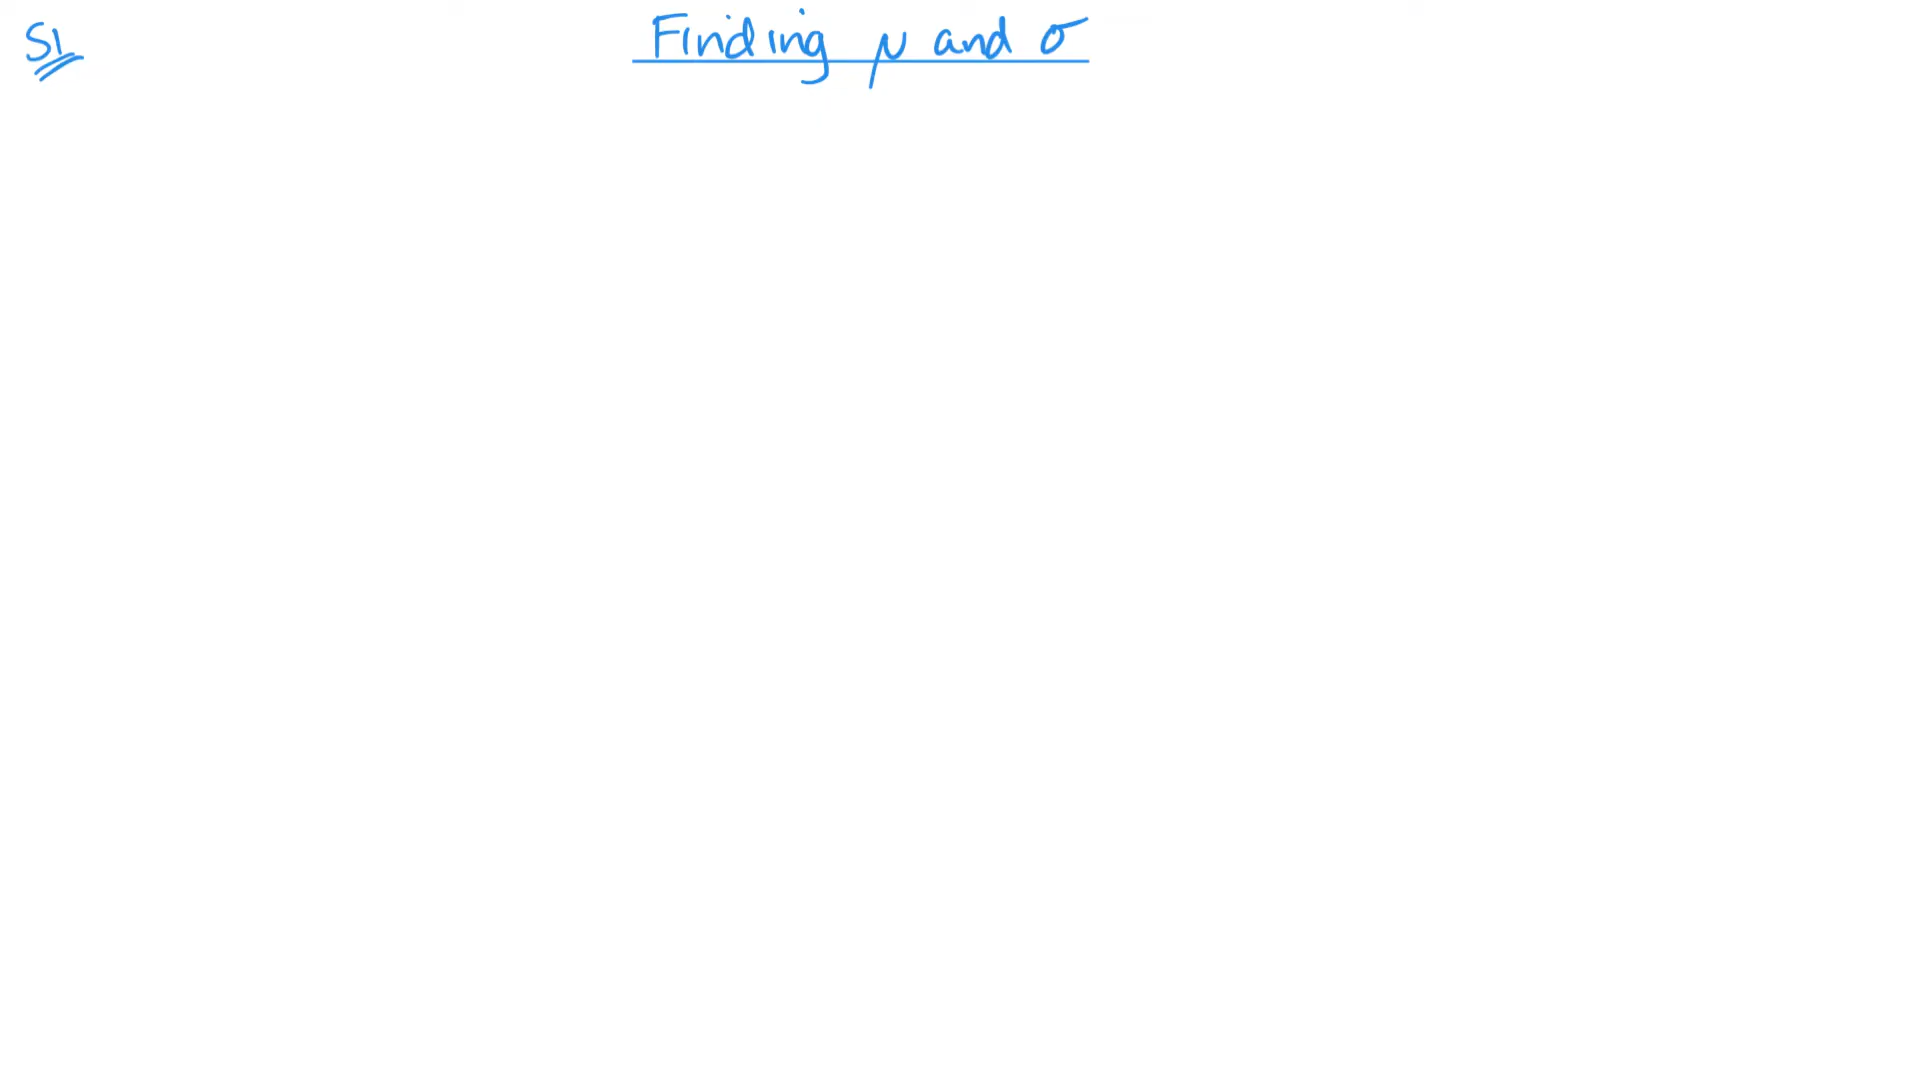 S1
Finding μ and σ